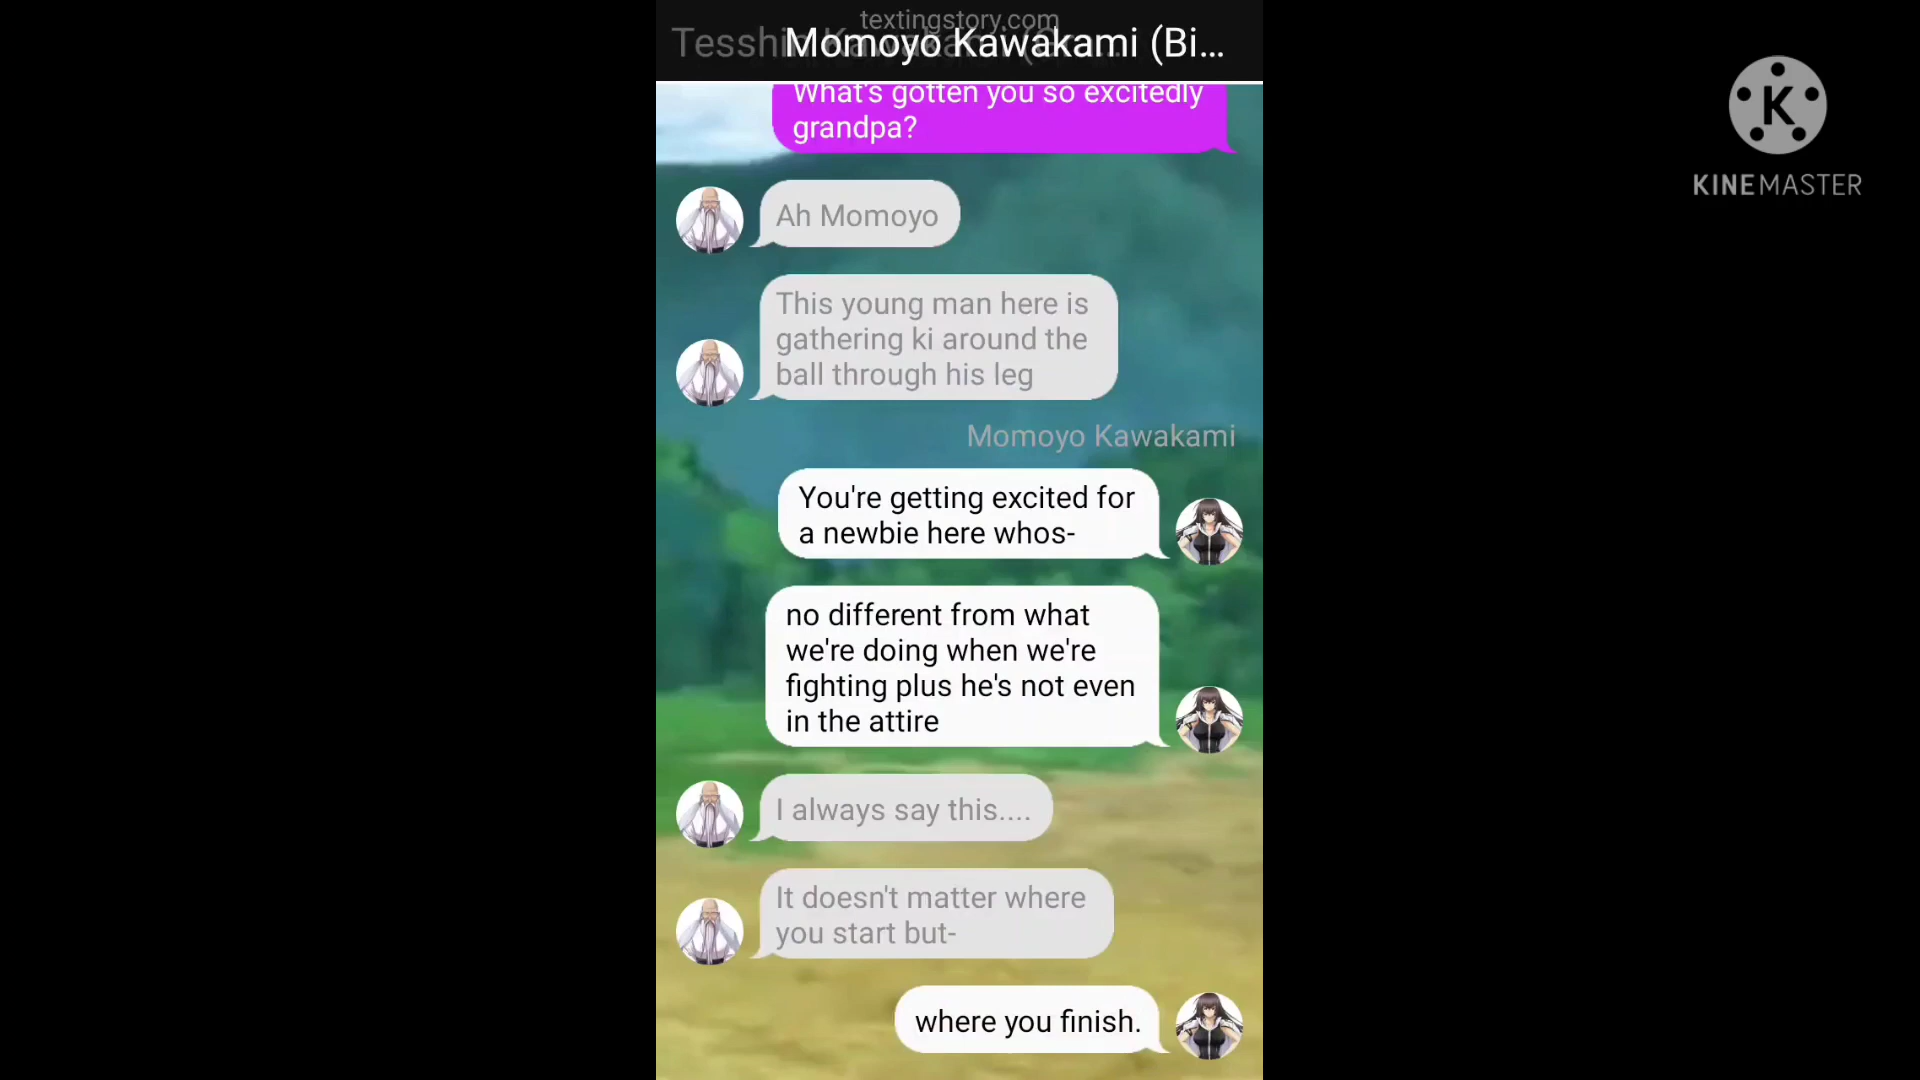 textingstory.com
Momoyo Kawakami (Bi...
What's gotten you so excitedly
grandpa?
Ah Momoyo
This young man here is
gathering ki around the
ball through his leg
Momoyo Kawakami
You're getting excited for
a newbie here whos-
no different from what
we're doing when we're
fighting plus he's not even
in the attire
I always say this....
It doesn't matter where
you start but-
where you finish.
K
KINEMASTER